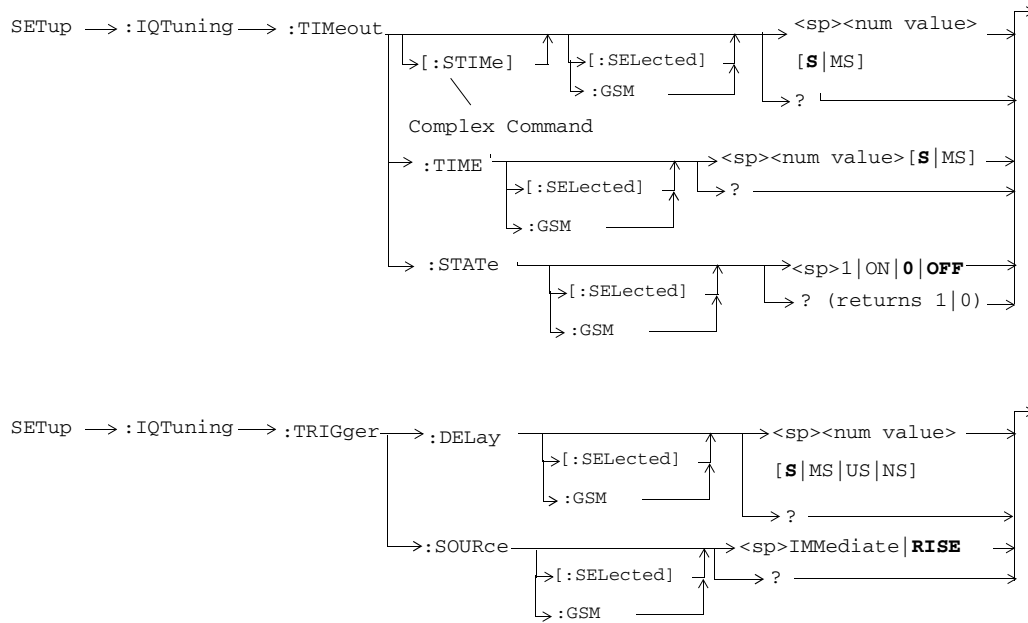 SETup :IQTuning :TIMeout <sp><num value>
[:STIMe] [:SELected] [S|MS]
:GSM ?
Complex Command
:TIME <sp><num value>[S|MS]
[:SELected] ?
:GSM
:STATe <sp>1|ON|0|OFF
[:SELected] ? (returns 1|0)
:GSM
SETup :IQTuning :TRIGger :DELay <sp><num value>
[:SELected] [S|MS|US|NS]
:GSM
?
:SOURce <sp>IMMediate|RISE
[:SELected] ?
:GSM